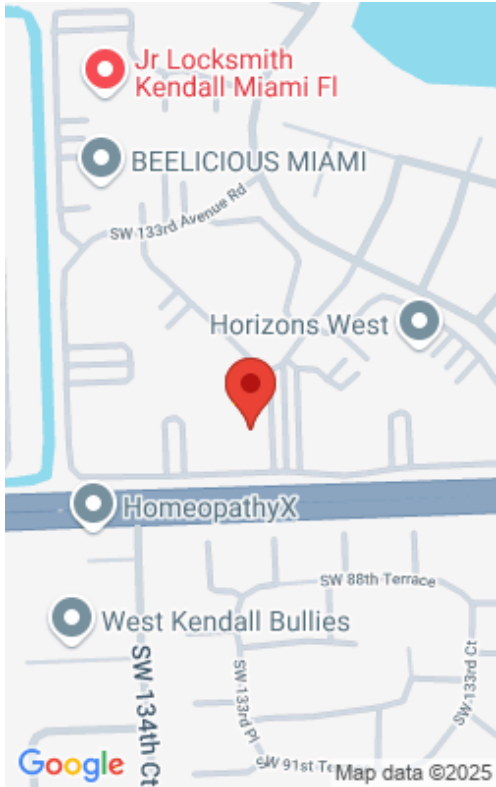 Jr Locksmith
Kendall Miami Fl
BEELICIOUS MIAMI
SW 133rd Avenue Rd
Horizons West
HomeopathyX
SW 88th Terrace
West Kendall Bullies
SW 134th Ct
SW 133rd Pl
SW 133rd Ct
SW 91st
Google
Map data ©2025